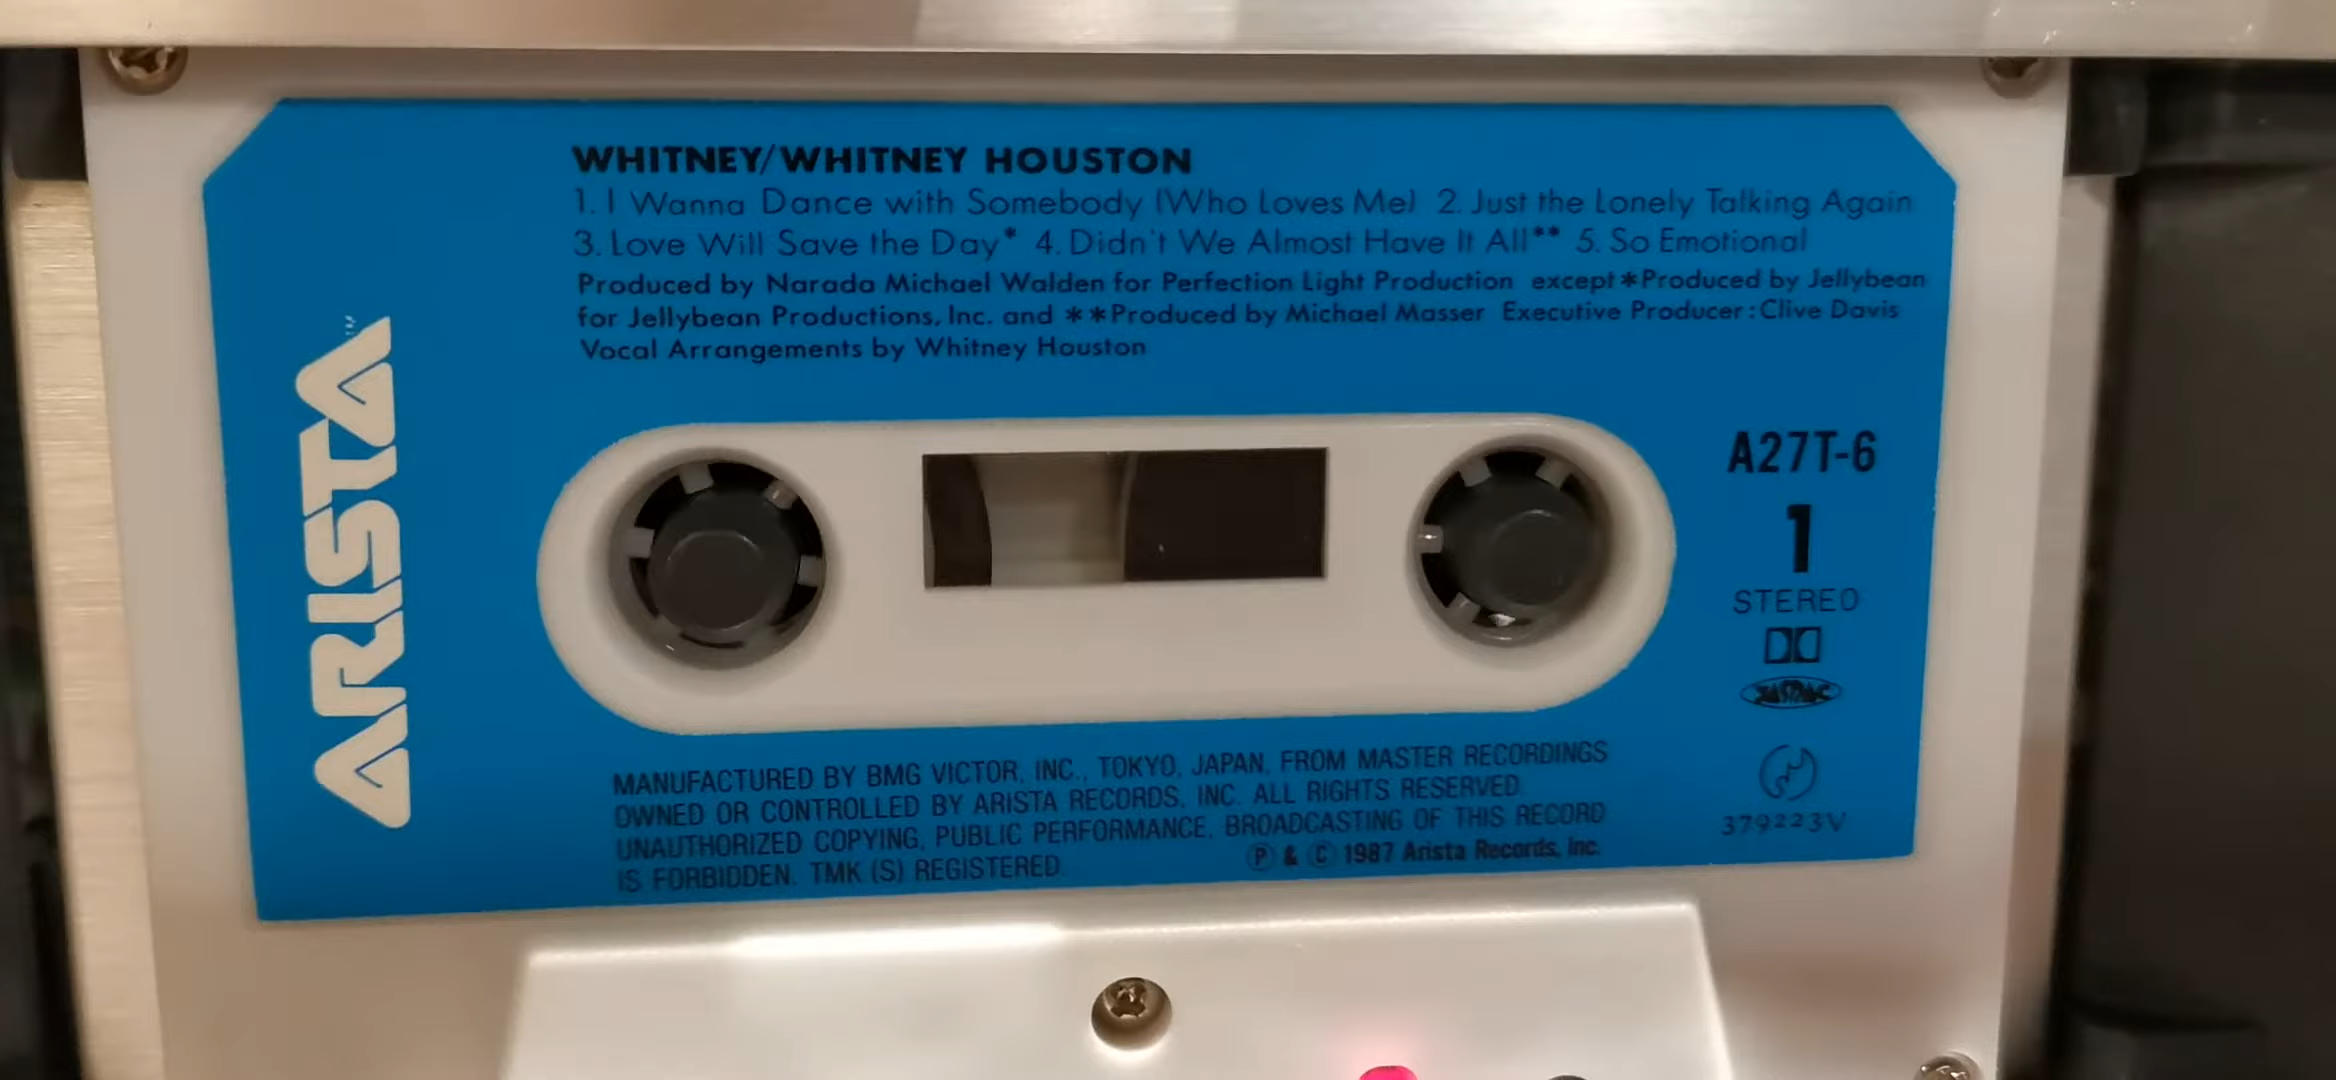 WHITNEY/WHITNEY HOUSTON
1. I Wanna Dance with Somebody (Who Loves Me) 2. Just the Lonely Talking Again
3. Love Will Save the Day* 4. Didn't We Almost Have It All** 5. So Emotional
Produced by Narada Michael Walden for Perfection Light Production except*Produced by Jellybean
for Jellybean Productions, Inc. and **Produced by Michael Masser Executive Producer:Clive Davis
Vocal Arrangements by Whitney Houston
ARISTA™
A27T-6
1
STEREO
JASRAC
379223V
MANUFACTURED BY BMG VICTOR, INC., TOKYO, JAPAN, FROM MASTER RECORDINGS
OWNED OR CONTROLLED BY ARISTA RECORDS, INC. ALL RIGHTS RESERVED.
UNAUTHORIZED COPYING, PUBLIC PERFORMANCE, BROADCASTING OF THIS RECORD
IS FORBIDDEN. TMK (S) REGISTERED. Ⓟ & Ⓒ 1987 Arista Records, Inc.